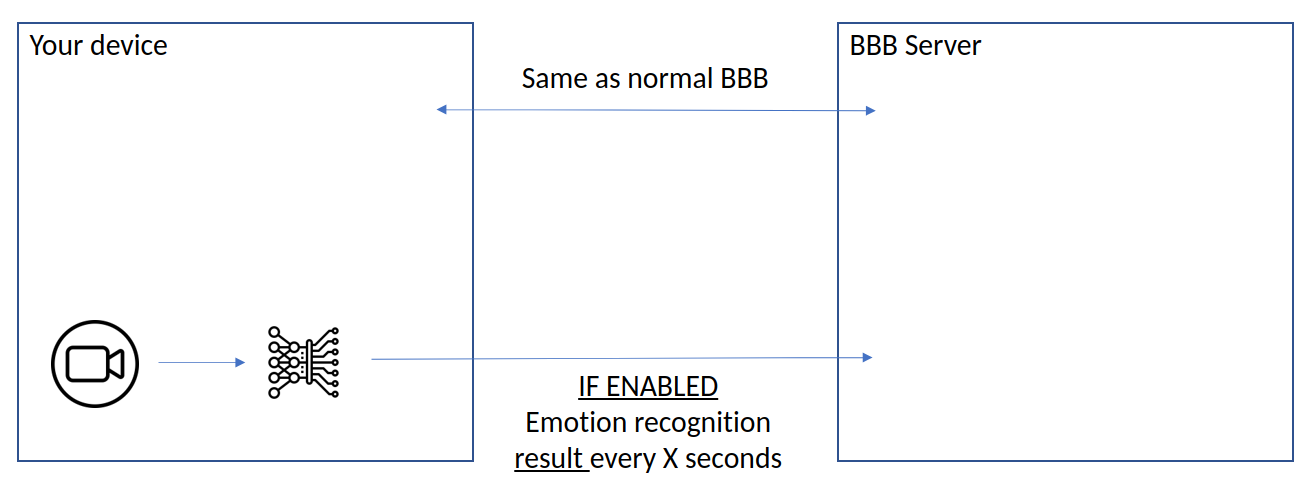 Your device
BBB Server
Same as normal BBB
IF ENABLED
Emotion recognition
result every X seconds